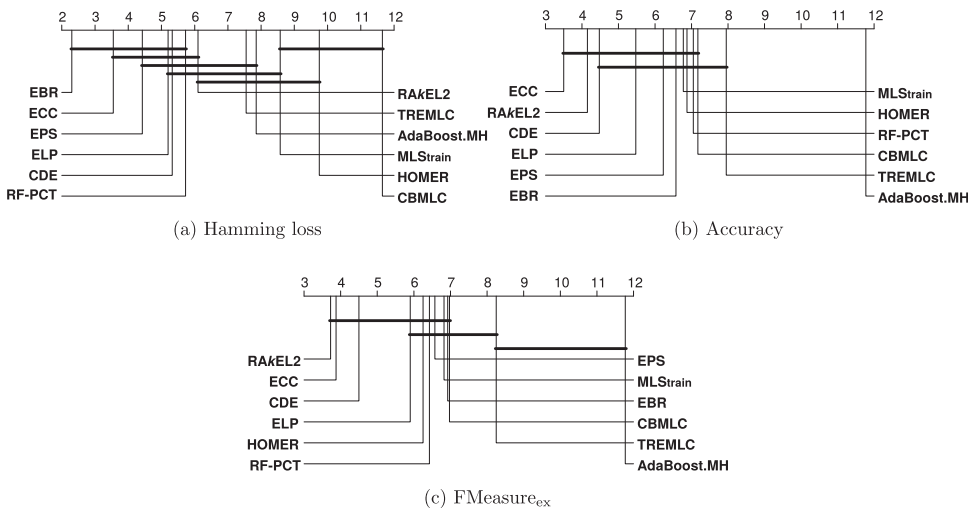 2 3 4 5 6 7 8 9 10 11 12
EBR
ECC
EPS
ELP
CDE
RF-PCT
RAkEL2
TREMLC
AdaBoost.MH
MLStrain
HOMER
CBMLC
(a) Hamming loss
3 4 5 6 7 8 9 10 11 12
ECC
RAkEL2
CDE
ELP
EPS
EBR
MLStrain
HOMER
RF-PCT
CBMLC
TREMLC
AdaBoost.MH
(b) Accuracy
3 4 5 6 7 8 9 10 11 12
RAkEL2
ECC
CDE
ELP
HOMER
RF-PCT
EPS
MLStrain
EBR
CBMLC
TREMLC
AdaBoost.MH
(c) FMeasureex